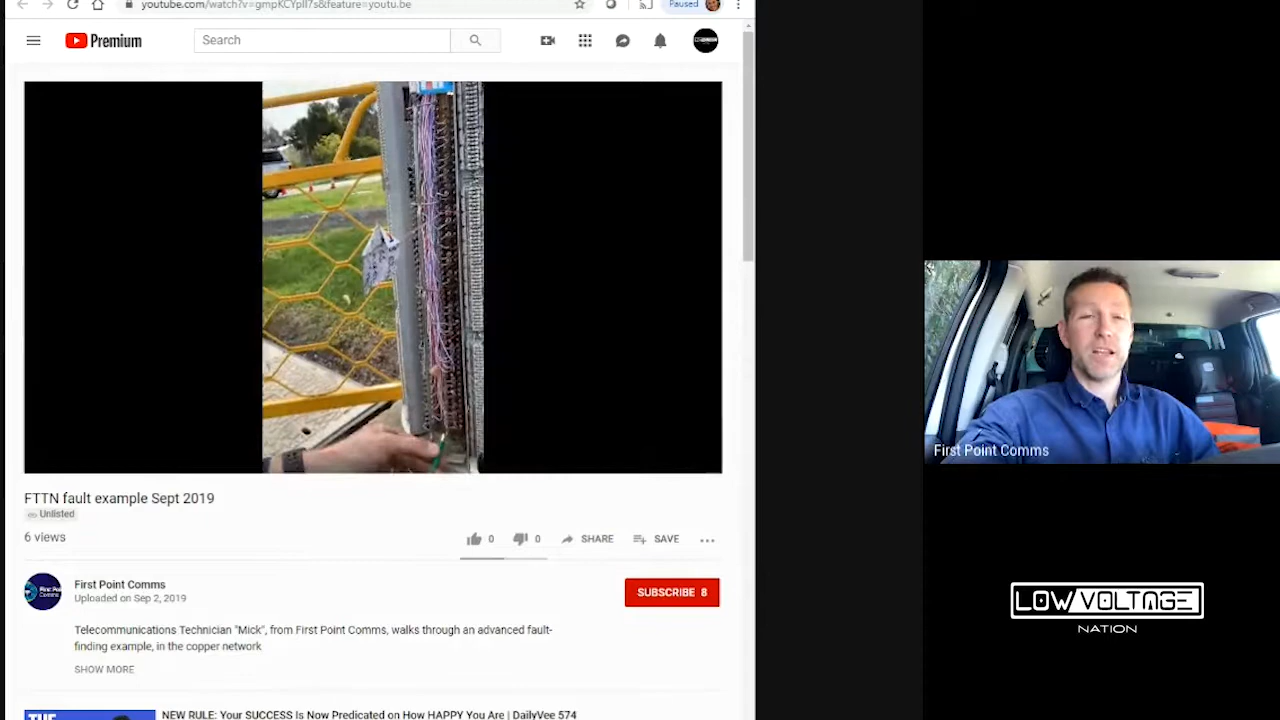 youtube.com/watch?v=gmpKCYpII7s&feature=youtu.be
Paused
Premium
Search
FTTN fault example Sept 2019
Unlisted
6 views
0
0
SHARE
SAVE
First Point Comms
Uploaded on Sep 2, 2019
SUBSCRIBE 8
Telecommunications Technician "Mick", from First Point Comms, walks through an advanced fault-
finding example, in the copper network
SHOW MORE
THE
NEW RULE: Your SUCCESS Is Now Predicated on How HAPPY You Are | DailyVee 574
First Point Comms
LOW VOLTAGE
NATION